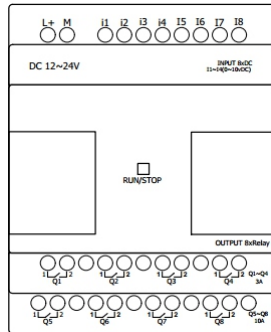 L+ M i1 i2 i3 i4 I5 I6 I7 I8
DC 12~24V
INPUT 8xDC
I1~I4(0~10VDC)
RUN/STOP
OUTPUT 8xRelay
1 2 1 2 1 2 1 2
Q1 Q2 Q3 Q4
Q1~Q4
3A
1 2 1 2 1 2 1 2
Q5 Q6 Q7 Q8
Q5~Q8
10A